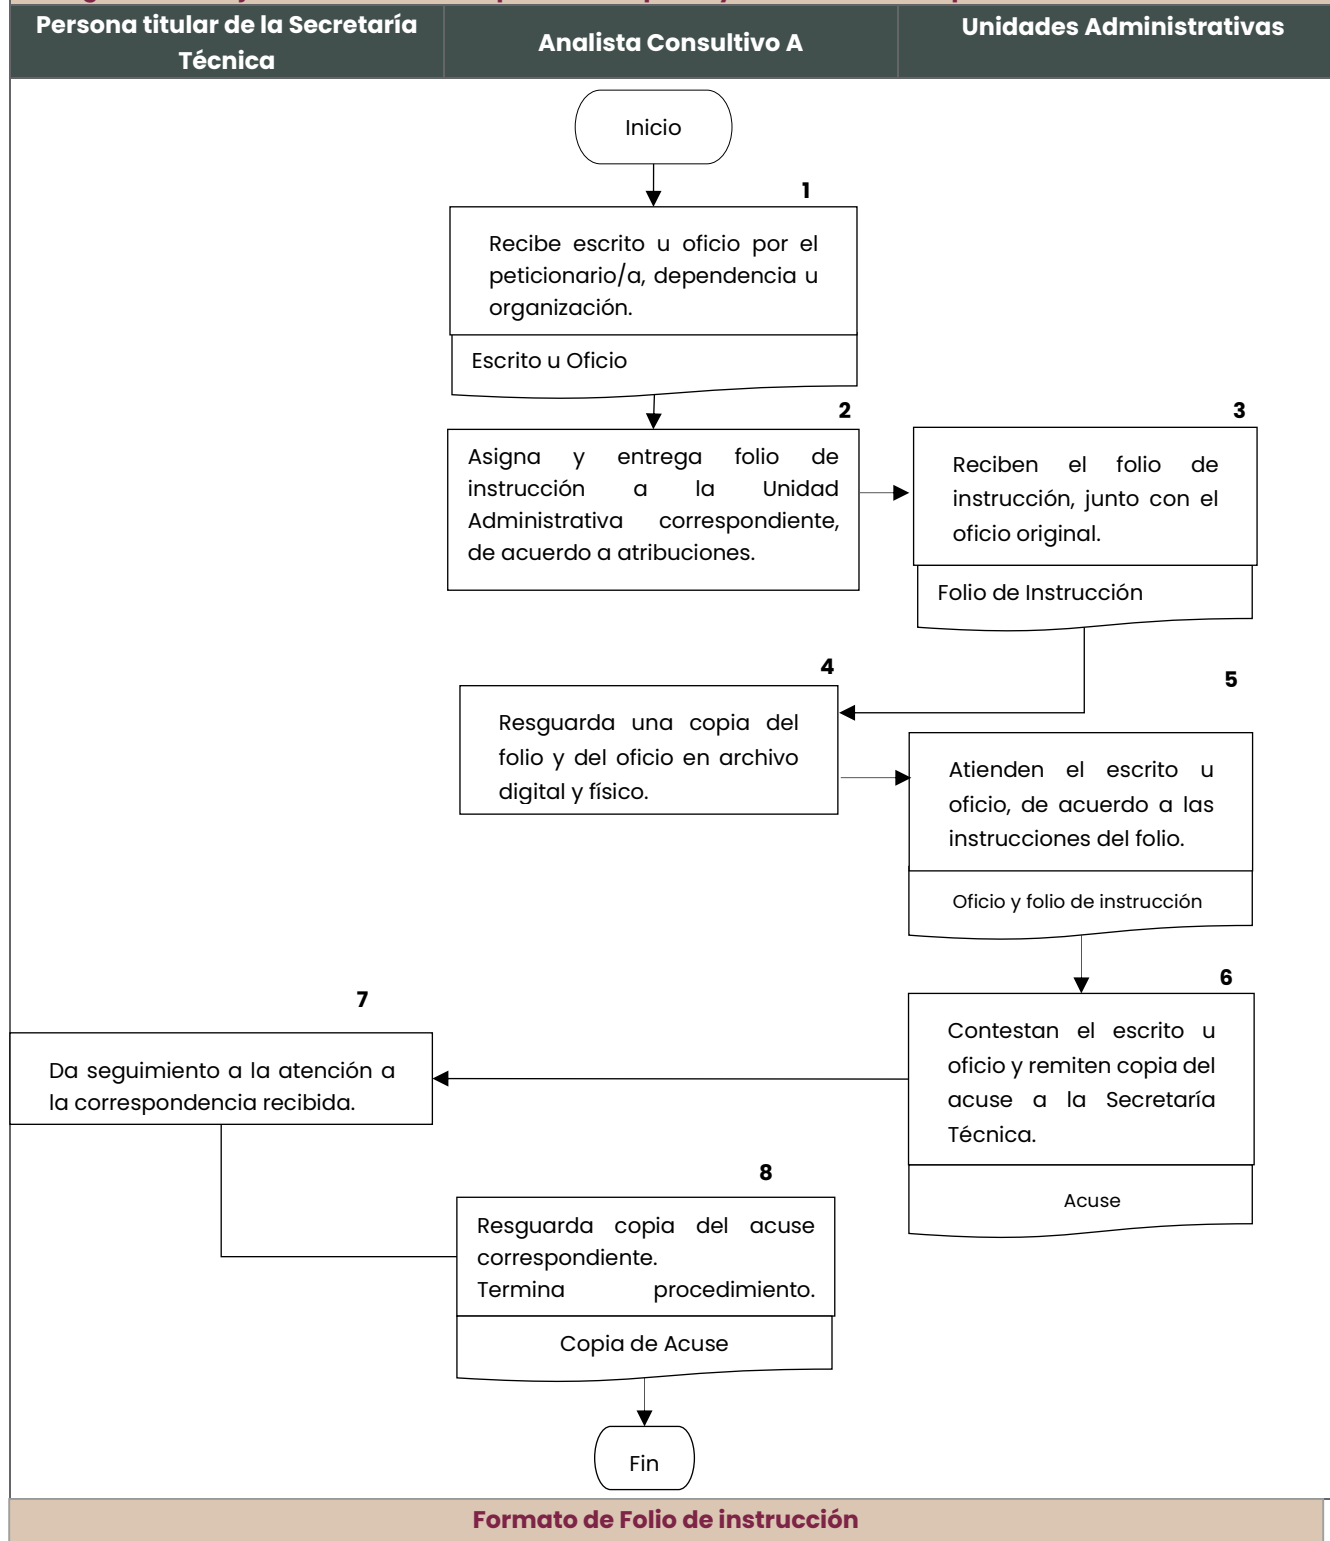 Persona titular de la Secretaría
Técnica
Analista Consultivo A
Unidades Administrativas
Inicio
1
Recibe escrito u oficio por el
peticionario/a, dependencia u
organización.
Escrito u Oficio
2
Asigna y entrega folio de
instrucción a la Unidad
Administrativa correspondiente,
de acuerdo a atribuciones.
3
Reciben el folio de
instrucción, junto con el
oficio original.
Folio de Instrucción
4
Resguarda una copia del
folio y del oficio en archivo
digital y físico.
5
Atienden el escrito u
oficio, de acuerdo a las
instrucciones del folio.
Oficio y folio de instrucción
6
Contestan el escrito u
oficio y remiten copia del
acuse a la Secretaría
Técnica.
Acuse
7
Da seguimiento a la atención a
la correspondencia recibida.
8
Resguarda copia del acuse
correspondiente.
Termina procedimiento.
Copia de Acuse
Fin
Formato de Folio de instrucción